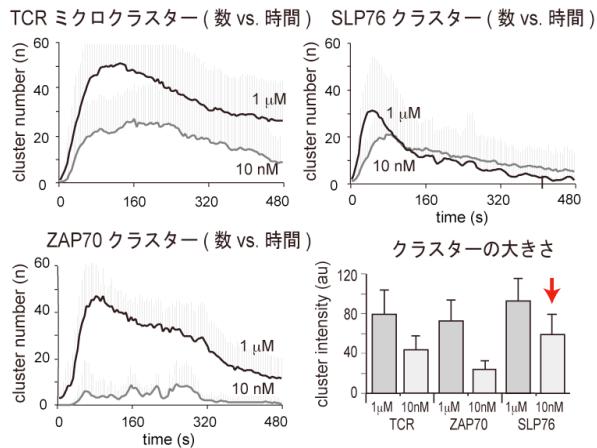 TCR ミクロクラスター ( 数 vs. 時間 )
60
40
20
0
cluster number (n)
1 μM
10 nM
0 160 320 480
SLP76 クラスター ( 数 vs. 時間 )
60
40
20
0
cluster number (n)
1 μM
10 nM
0 160 320 480
time (s)
ZAP70 クラスター ( 数 vs. 時間 )
60
40
20
0
cluster number (n)
1 μM
10 nM
0 160 320 480
time (s)
クラスターの大きさ
120
80
40
0
cluster intensity (au)
1μM 10nM 1μM 10nM 1μM 10nM
TCR ZAP70 SLP76